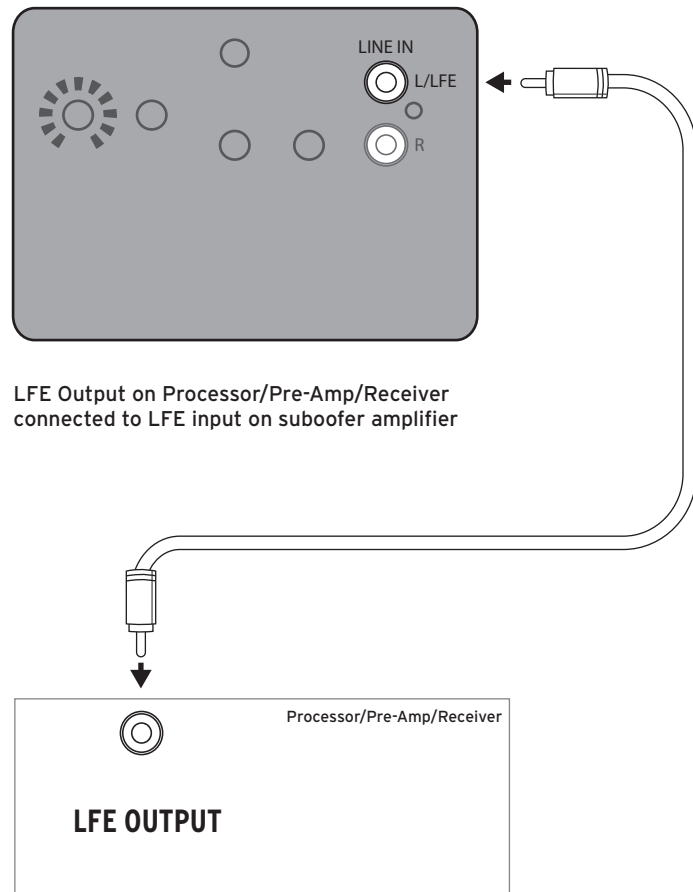 LINE IN
L/LFE
R
LFE Output on Processor/Pre-Amp/Receiver
connected to LFE input on suboofer amplifier
Processor/Pre-Amp/Receiver
LFE OUTPUT